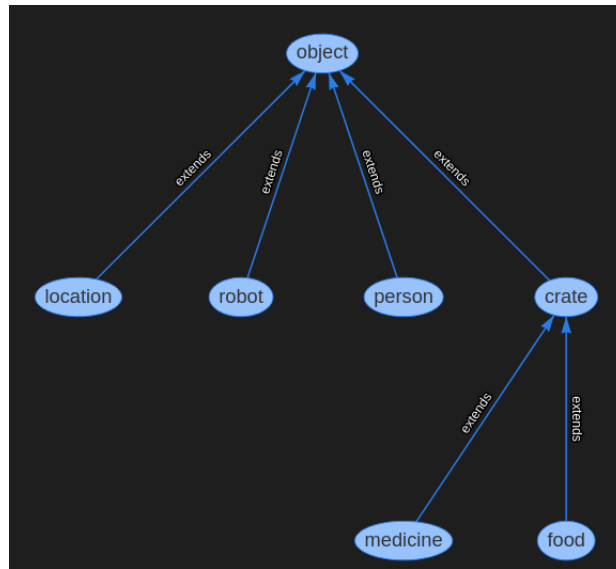 object
extends
extends
extends
extends
location
robot
person
crate
extends
extends
medicine
food